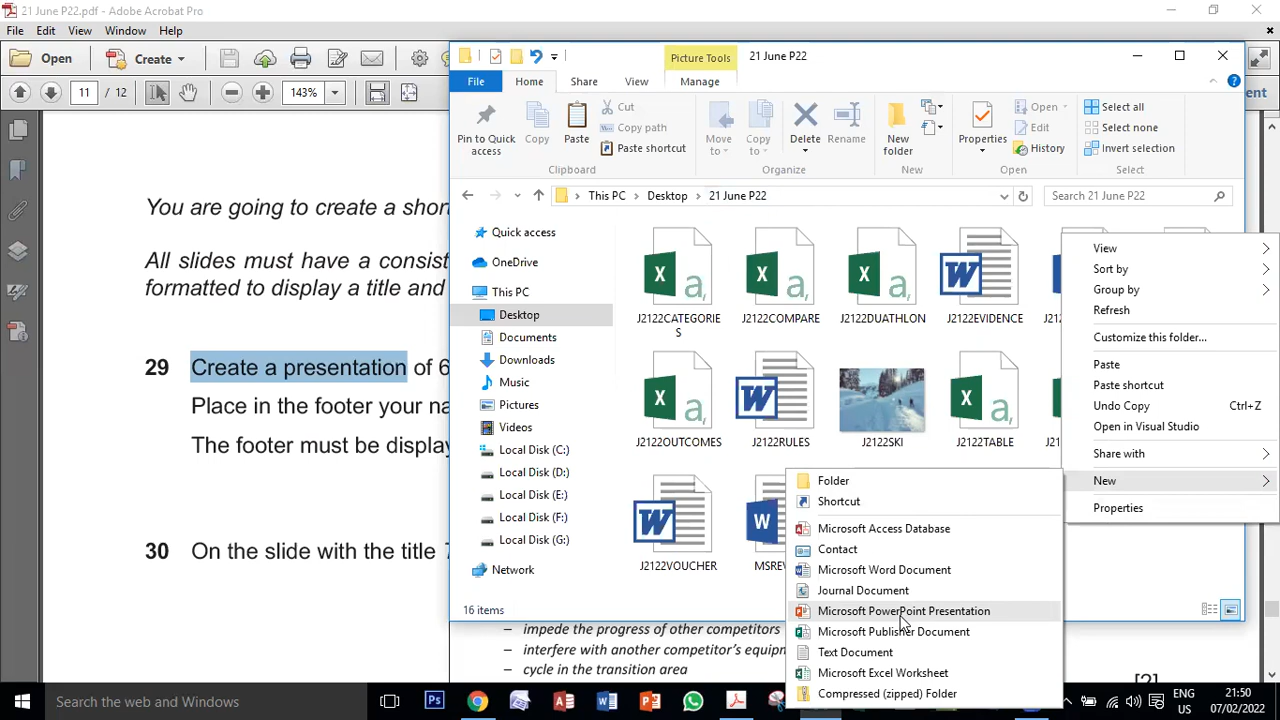 21 June P22.pdf - Adobe Acrobat Pro
File Edit View Window Help
Open Create
11 / 12 143%
You are going to create a short
All slides must have a consist
formatted to display a title and
29 Create a presentation of 6
Place in the footer your na
The footer must be display
30 On the slide with the title
– impede the progress of other competitors
– interfere with another competitor's equipm
– cycle in the transition area
[2]
Picture Tools 21 June P22
File Home Share View Manage
Pin to Quick access
Copy
Paste
Cut
Copy path
Paste shortcut
Move to
Copy to
Delete
Rename
New folder
Properties
Open
Edit
History
Select all
Select none
Invert selection
Clipboard Organize New Open Select
This PC Desktop 21 June P22
Search 21 June P22
Quick access
OneDrive
This PC
Desktop
Documents
Downloads
Music
Pictures
Videos
Local Disk (C:)
Local Disk (D:)
Local Disk (E:)
Local Disk (F:)
Local Disk (G:)
Network
J2122CATEGORIES
J2122COMPARE
J2122DUATHLON
J2122EVIDENCE
J2122OUTCOMES
J2122RULES
J2122SKI
J2122TABLE
J2122VOUCHER
16 items
View
Sort by
Group by
Refresh
Customize this folder...
Paste
Paste shortcut
Undo Copy Ctrl+Z
Open in Visual Studio
Share with
New
Properties
Folder
Shortcut
Microsoft Access Database
Contact
Microsoft Word Document
Journal Document
Microsoft PowerPoint Presentation
Microsoft Publisher Document
Text Document
Microsoft Excel Worksheet
Compressed (zipped) Folder
Search the web and Windows
ENG
GB
21:50
07/02/2022